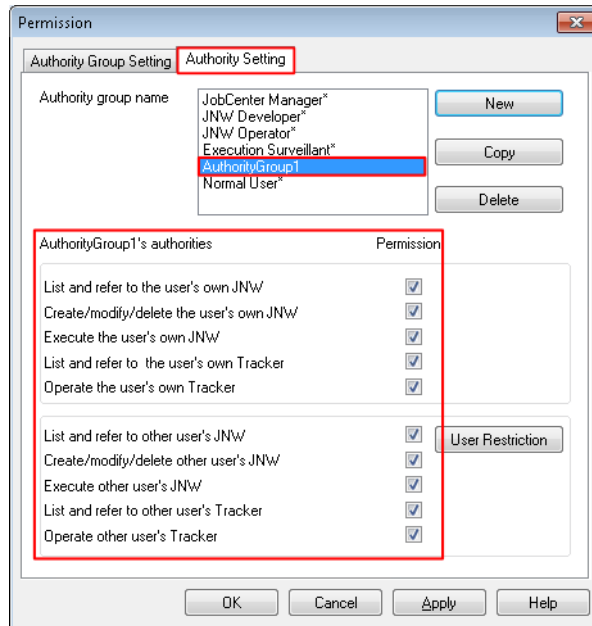 Permission
Authority Group Setting
Authority Setting
Authority group name
JobCenter Manager*
JNW Developer*
JNW Operator*
Execution Surveillant*
AuthorityGroup1
Normal User*
New
Copy
Delete
AuthorityGroup1's authorities Permission
List and refer to the user's own JNW
Create/modify/delete the user's own JNW
Execute the user's own JNW
List and refer to  the user's own Tracker
Operate the user's own Tracker
List and refer to other user's JNW
User Restriction
Create/modify/delete other user's JNW
Execute other user's JNW
List and refer to other user's Tracker
Operate other user's Tracker
OK Cancel Apply Help